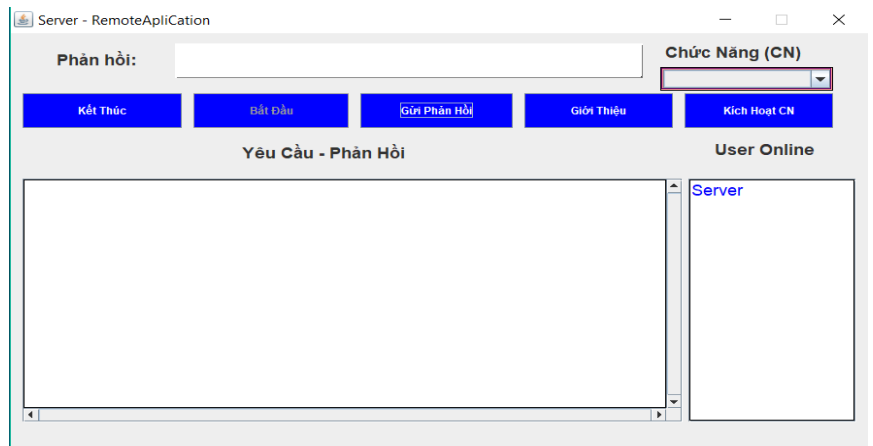 Server - RemoteApliCation
Phản hồi:
Chức Năng (CN)
Kết Thúc
Bắt Đầu
Gửi Phản Hồi
Giới Thiệu
Kích Hoạt CN
Yêu Cầu - Phản Hồi
User Online
Server